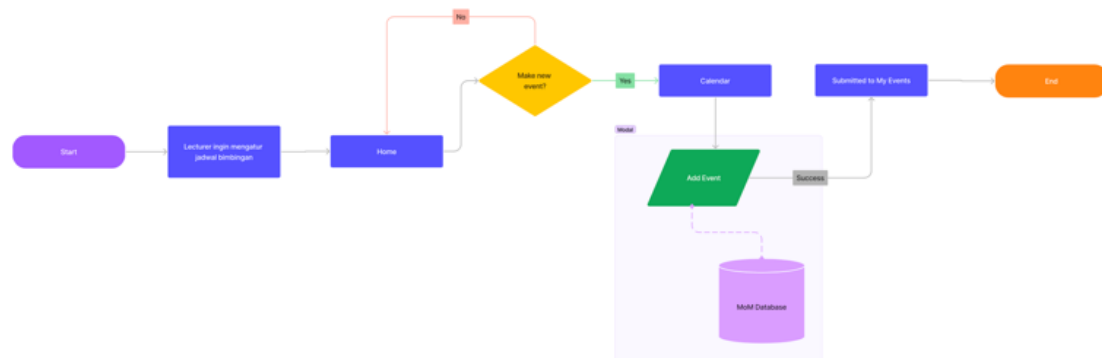 No
Make new
event?
Yes
Calendar
Submitted to My Events
End
Modal
Start
Lecturer ingin mengatur
jadwal bimbingan
Home
Add Event
Success
MoM Database